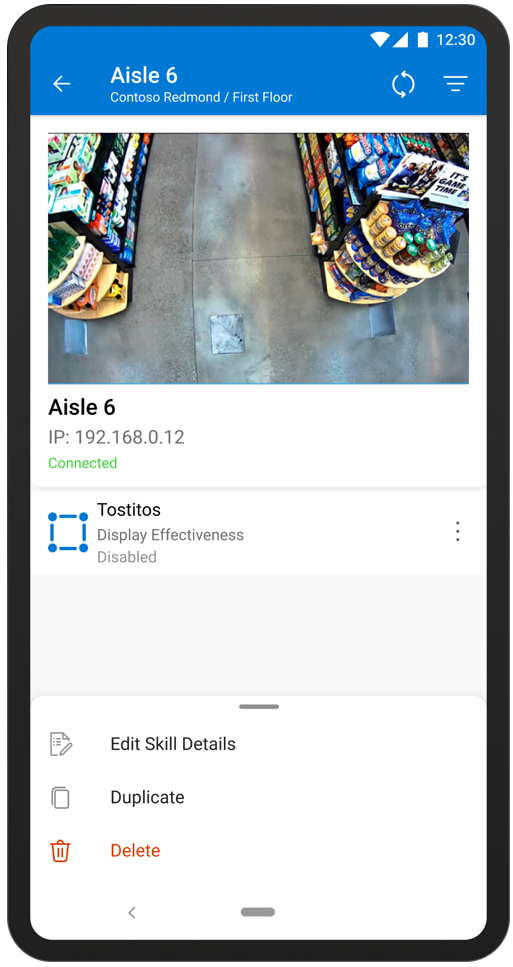 12:30
Aisle 6
Contoso Redmond / First Floor
IT'S
GAME
TIME
Aisle 6
IP: 192.168.0.12
Connected
Tostitos
Display Effectiveness
Disabled
Edit Skill Details
Duplicate
Delete